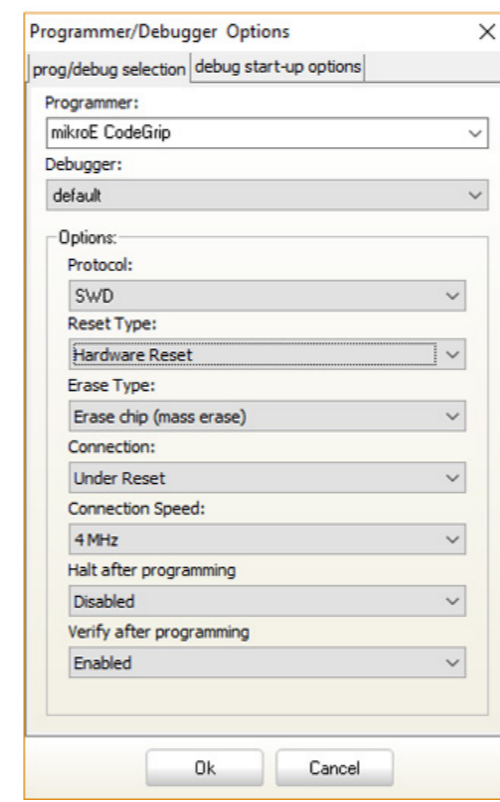 Programmer/Debugger Options
prog/debug selection debug start-up options
Programmer:
mikroE CodeGrip
Debugger:
default
Options:
Protocol:
SWD
Reset Type:
Hardware Reset
Erase Type:
Erase chip (mass erase)
Connection:
Under Reset
Connection Speed:
4 MHz
Halt after programming
Disabled
Verify after programming
Enabled
Ok Cancel